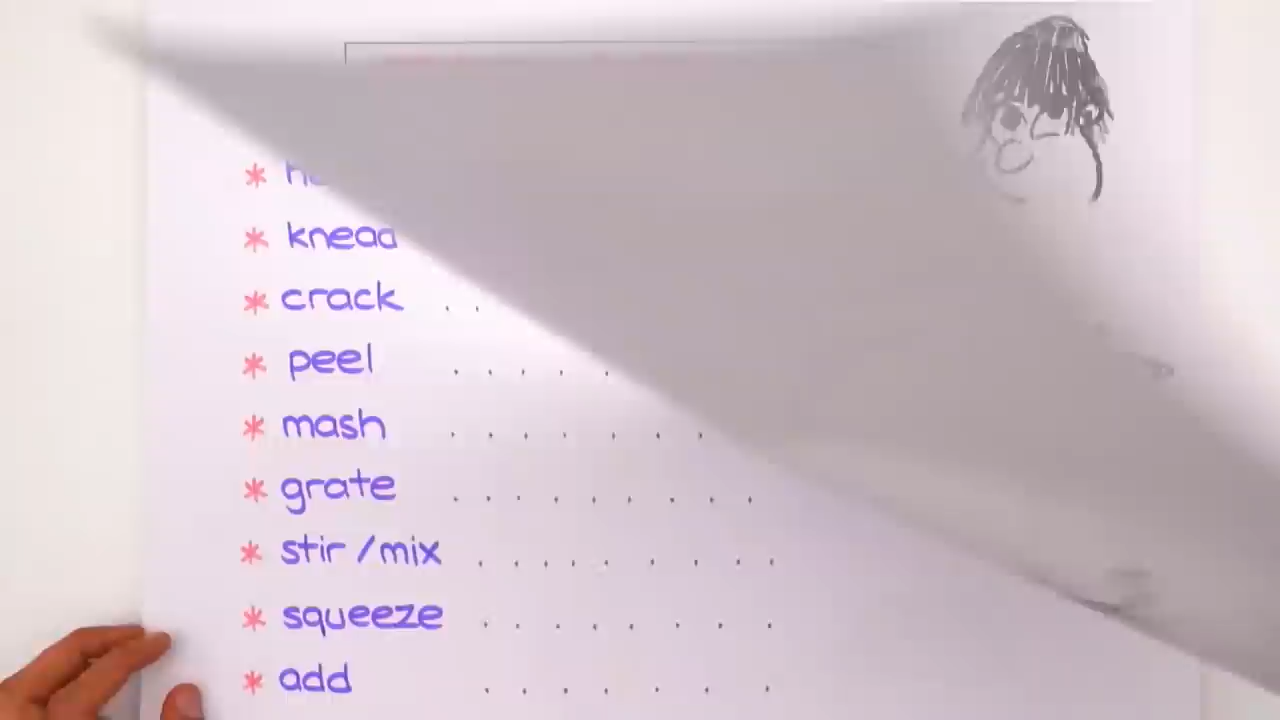 * knead
* crack . .
* peel . . . . .
* mash . . . . . . .
* grate . . . . . . . . .
* stir / mix . . . . . . . . .
* squeeze . . . . . . . .
* add . . . . . . .